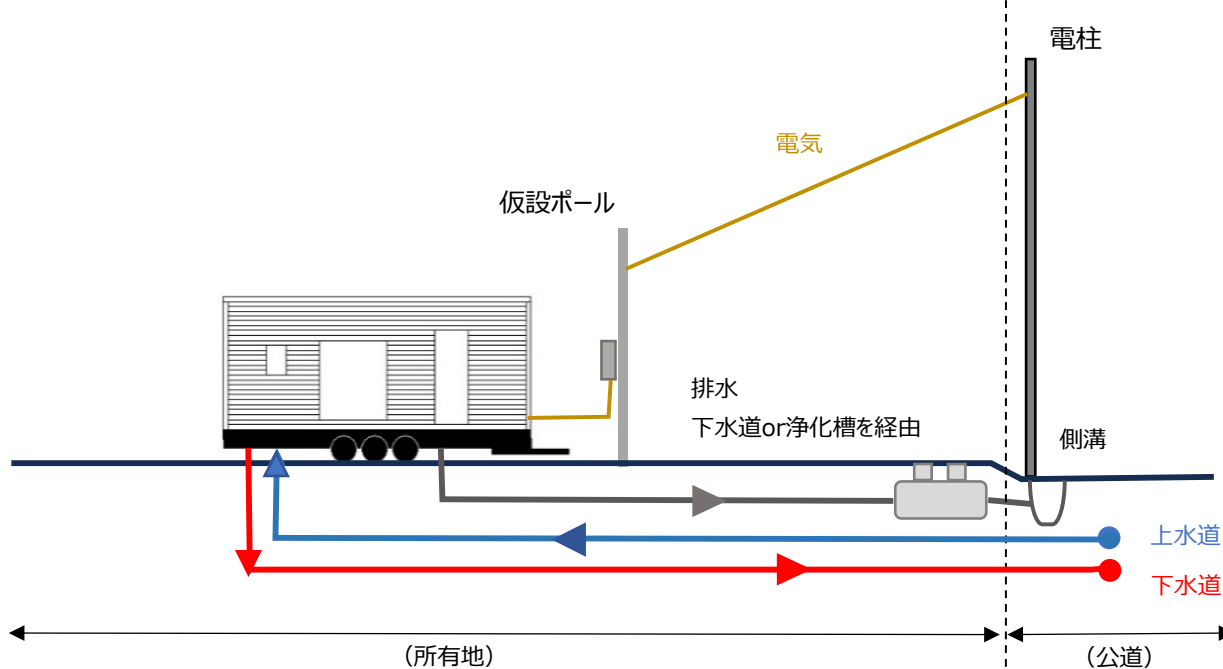 電柱
電気
仮設ポール
排水
下水道or浄化槽を経由
側溝
上水道
下水道
（所有地）
（公道）